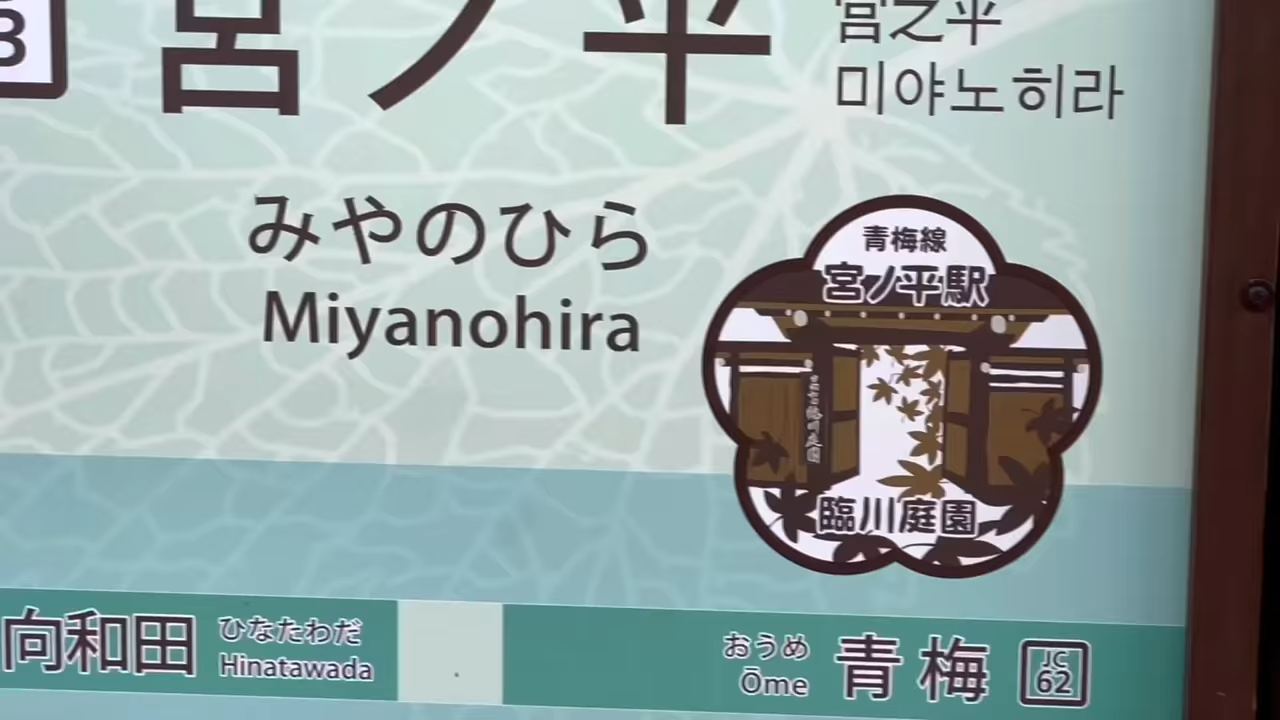 3
宮ノ平
宮之平
미야노히라
みやのひら
Miyanohira
青梅線
宮ノ平駅
臨川庭園
向和田
ひなたわだ
Hinatawada
おうめ
Ōme
青梅
JC
62